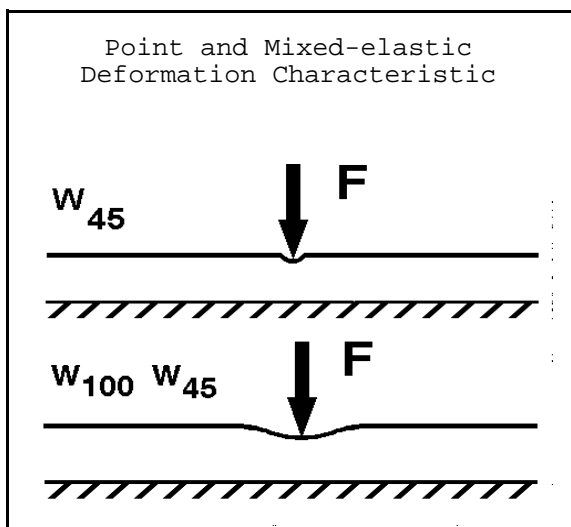 Point and Mixed-elastic
Deformation Characteristic
F
W45
F
W100 W45